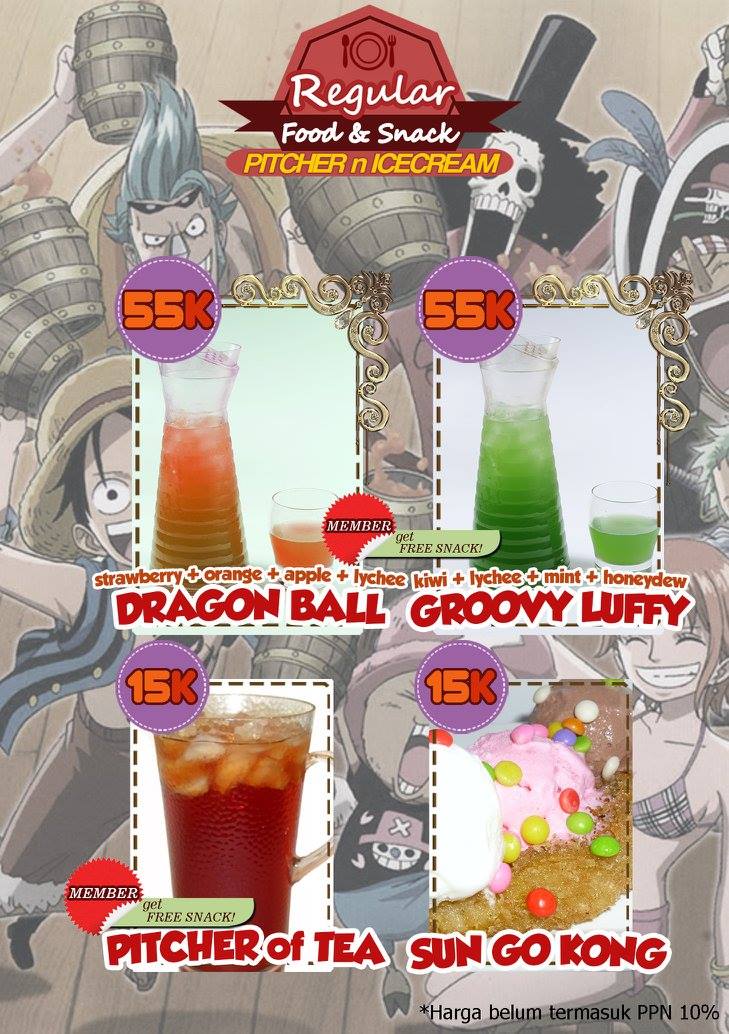 Regular
Food & Snack
PITCHER n ICECREAM
55K
55K
MEMBER
get
FREE SNACK!
strawberry + orange + apple + lychee
DRAGON BALL
kiwi + lychee + mint + honeydew
GROOVY LUFFY
15K
15K
MEMBER
get
FREE SNACK!
PITCHER of TEA
SUN GO KONG
*Harga belum termasuk PPN 10%